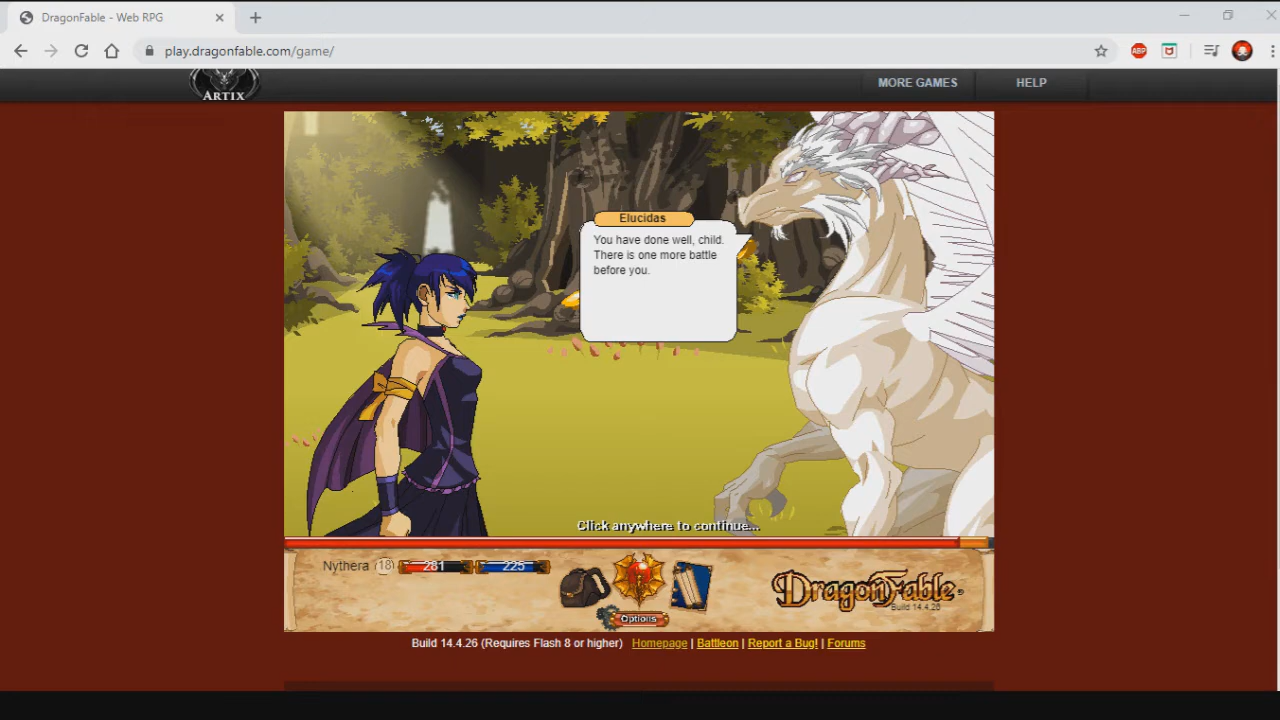 DragonFable - Web RPG
play.dragonfable.com/game/
ABP
ARTIX
MORE GAMES
HELP
Elucidas
You have done well, child.
There is one more battle
before you.
Click anywhere to continue...
Nythera (18) 281 225
DragonFable
Build 14.4.26
Options
Build 14.4.26 (Requires Flash 8 or higher) Homepage | Battleon | Report a Bug! | Forums